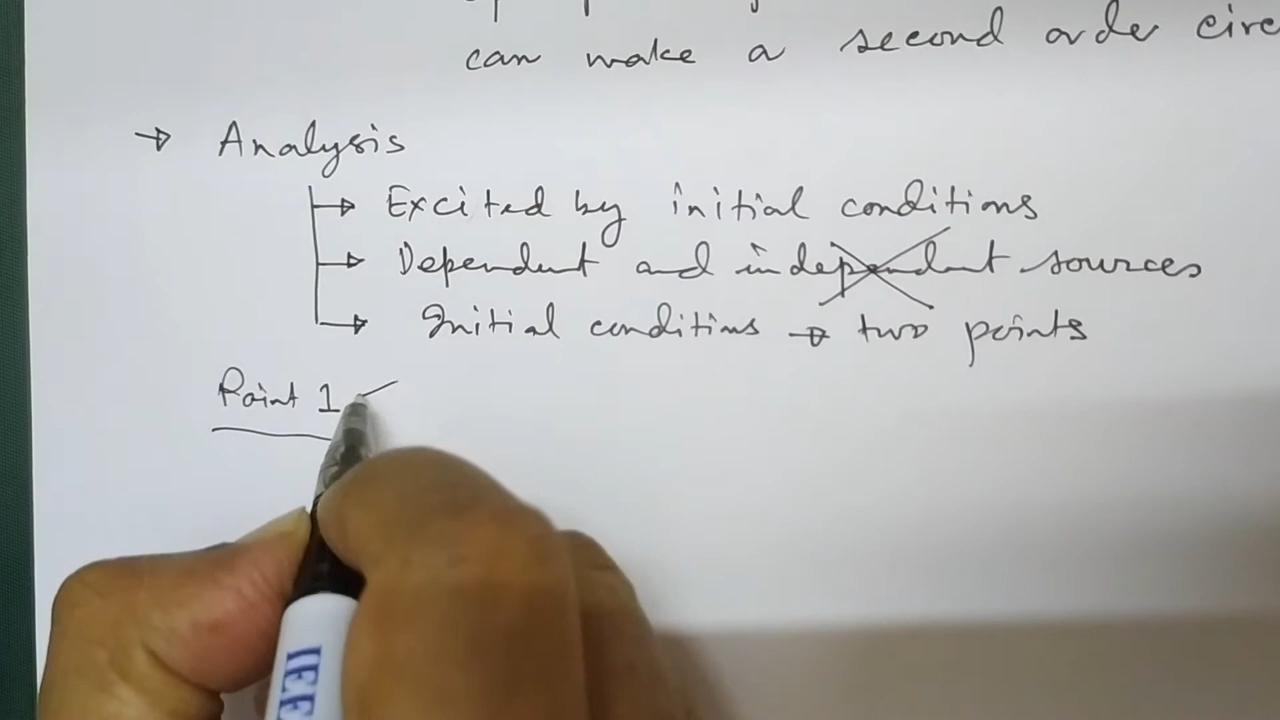 can make a second order circ
→ Analysis
→ Excited by initial conditions
→ Dependent and independent sources
→ Initial conditions → two points
Point 1
IEE